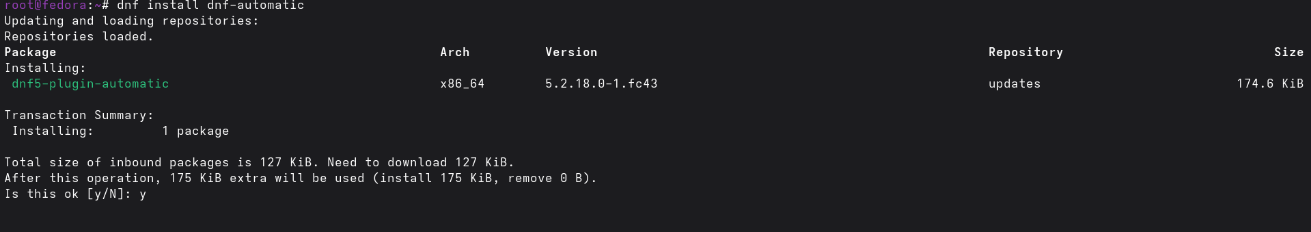 root@fedora:~# dnf install dnf-automatic
Updating and loading repositories:
Repositories loaded.
Package Arch Version Repository Size
Installing:
dnf5-plugin-automatic x86_64 5.2.18.0-1.fc43 updates 174.6 KiB
Transaction Summary:
Installing: 1 package
Total size of inbound packages is 127 KiB. Need to download 127 KiB.
After this operation, 175 KiB extra will be used (install 175 KiB, remove 0 B).
Is this ok [y/N]: y